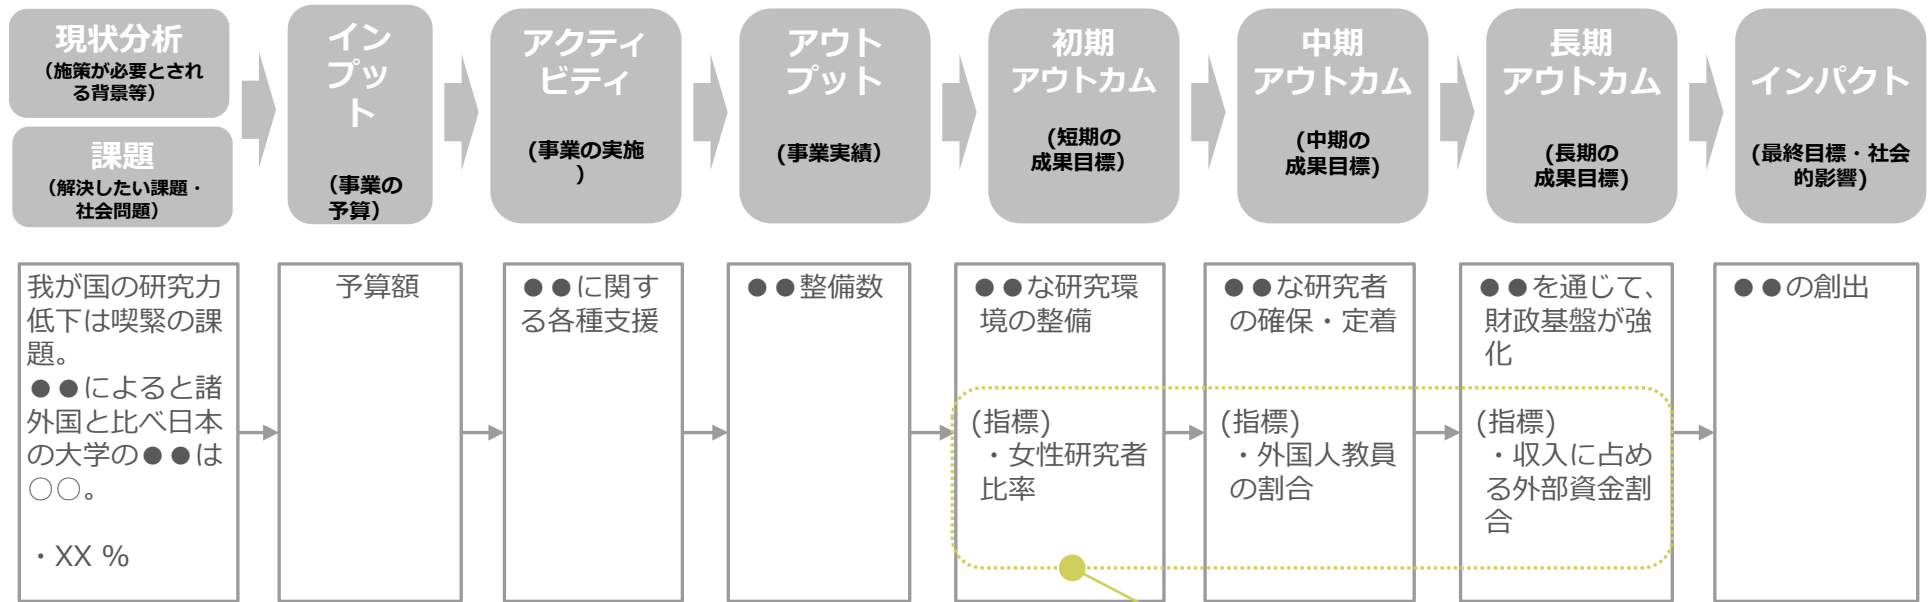 現状分析
（施策が必要とされ
る背景等）
課題
（解決したい課題・
社会問題）
イン
プッ
ト
（事業の
予算）
アクティ
ビティ
(事業の実施
）
アウト
プット
(事業実績）
初期
アウトカム
(短期の
成果目標）
中期
アウトカム
(中期の
成果目標)
長期
アウトカム
(長期の
成果目標)
インパクト
(最終目標・社会
的影響)
我が国の研究力
低下は喫緊の課
題。
●●によると諸
外国と比べ日本
の大学の●●は
○○。
・XX %
予算額
●●に関す
る各種支援
●●整備数
●●な研究環
境の整備
(指標)
・女性研究者
比率
●●な研究者
の確保・定着
(指標)
・外国人教員
の割合
●●を通じて、
財政基盤が強
化
(指標)
・収入に占め
る外部資金割
合
●●の創出